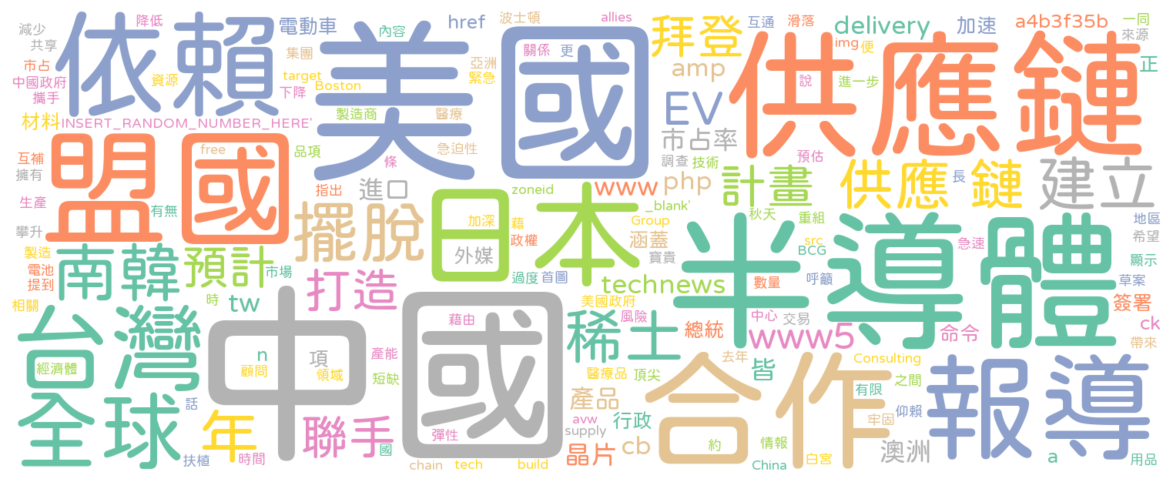 依賴
美國
供應鏈
盟國
日本
半導體
中國
台灣
全球
合作
報導
南韓
預計
擺脫
打造
聯手
年
稀土
計畫
供應 鏈
建立
拜登
EV
市占率
delivery
加速
a4b3f35b
電動車
href
波士頓
降低
內容
allies
互通
滑落
一同
來源
正
減少
共享
市占
中國政府
攜手
資源
集團
target
下降
Boston
亞洲
緊急
關係
更
amp
img
便
說
進一步
材料
INSERT_RANDOM_NUMBER_HERE'
製造商
醫療
急迫性
條
互補
擁有
生產
攀升
free
品項
有無
指出
進口
zoneid
www
php
調查
技術
預估
_blank'
秋天
長
重組
src
BCG
呼籲
急速
地區
希望
顯示
草案
簽署
ck
帶來
命令
Group
涵蓋
寶貴
加深
藉
政權
外媒
過度
首圖
technews
數量
製造
電池
提到
相關
時
市場
tw
美國政府
風險
總統
中心
交易
www5
經濟體
n
顧問
項
領域
藉由
產能
短缺
國
彈性
話
扶植
時間
醫療品
頂尖
去年
皆
產品
行政
avw
supply
晶片
cb
chain
tech
build
約
情報
China
白宮
Consulting
有限
之間
牢固
仰賴
澳洲
a
用品